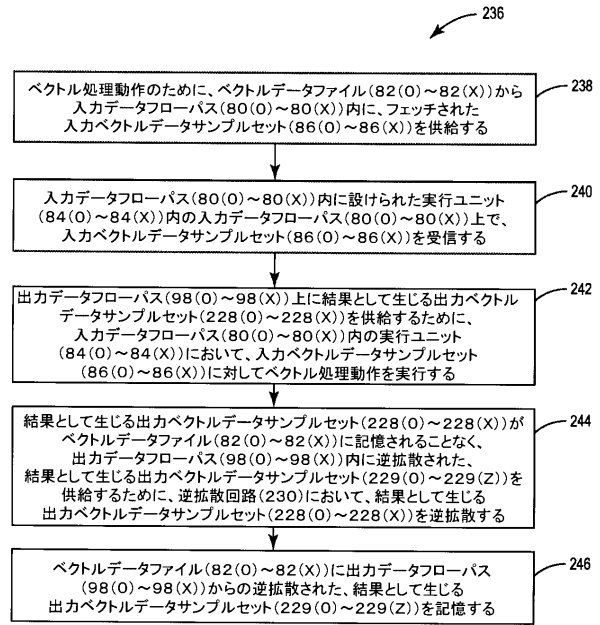 236
ベクトル処理動作のために、ベクトルデータファイル(82(0)～82(X))から
入力データフローパス(80(0)～80(X))内に、フェッチされた
入力ベクトルデータサンプルセット(86(0)～86(X))を供給する
238
入力データフローパス(80(0)～80(X))内に設けられた実行ユニット
(84(0)～84(X))内の入力データフローパス(80(0)～80(X))上で、
入力ベクトルデータサンプルセット(86(0)～86(X))を受信する
240
出力データフローパス(98(0)～98(X))上に結果として生じる出力ベクトル
データサンプルセット(228(0)～228(X))を供給するために、
入力データフローパス(80(0)～80(X))内の実行ユニット
(84(0)～84(X))において、入力ベクトルデータサンプルセット
(86(0)～86(X))に対してベクトル処理動作を実行する
242
結果として生じる出力ベクトルデータサンプルセット(228(0)～228(X))が
ベクトルデータファイル(82(0)～82(X))に記憶されることなく、
出力データフローパス(98(0)～98(X))内に逆拡散された、
結果として生じる出力ベクトルデータサンプルセット(229(0)～229(Z))を
供給するために、逆拡散回路(230)において、結果として生じる
出力ベクトルデータサンプルセット(228(0)～228(X))を逆拡散する
244
ベクトルデータファイル(82(0)～82(X))に出力データフローパス
(98(0)～98(X))からの逆拡散された、結果として生じる
出力ベクトルデータサンプルセット(229(0)～229(Z))を記憶する
246